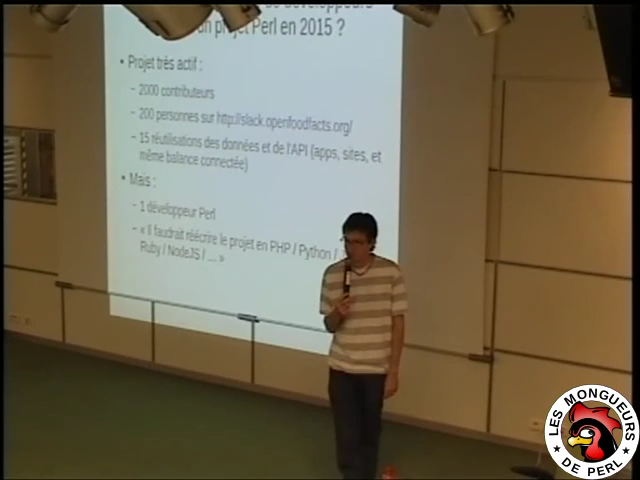 un projet Perl en 2015 ?
• Projet très actif :
– 2000 contributeurs
– 200 personnes sur http://slack.openfoodfacts.org/
– 15 réutilisations des données et de l'API (apps, sites, et
même balance connectée)
• Mais :
– 1 développeur Perl
– « Il faudrait réécrire le projet en PHP / Python /
Ruby / NodeJS / ... »
LES MONGUEURS
★ DE PERL ★